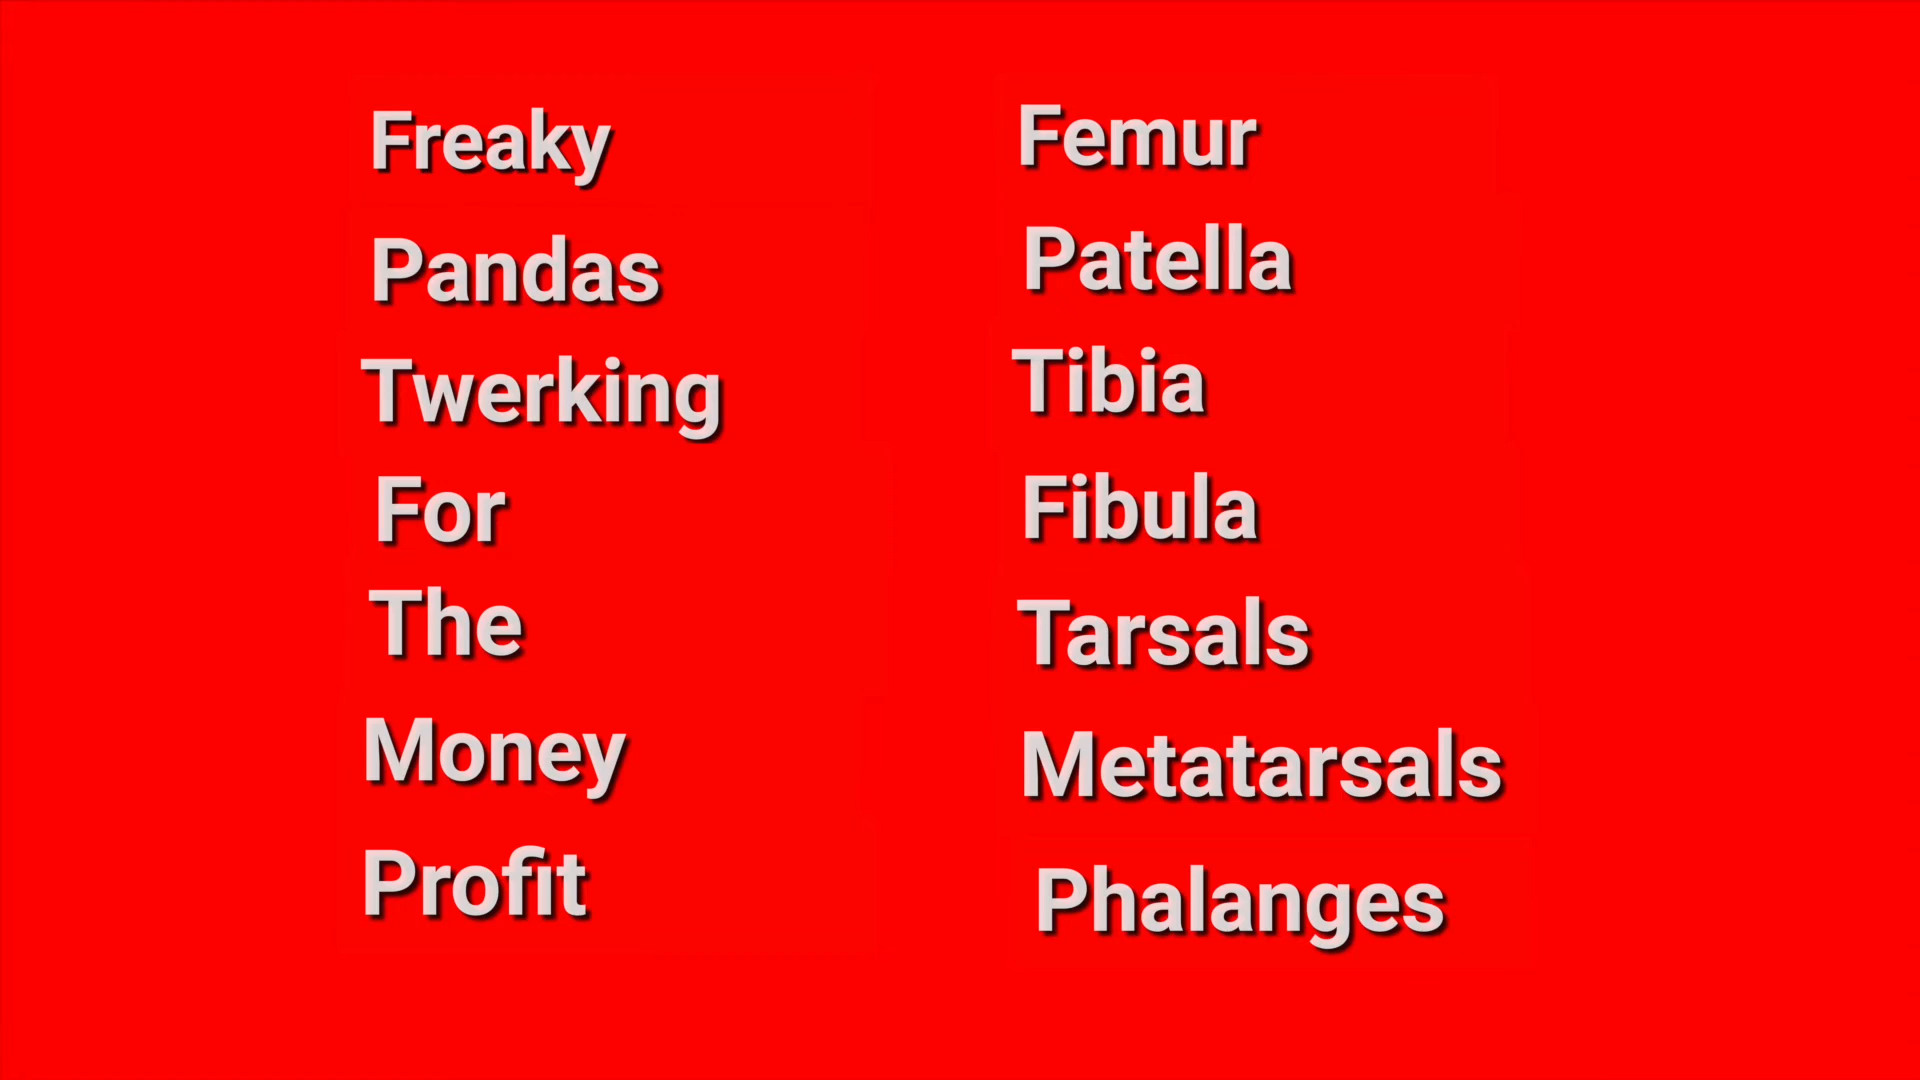 Freaky
Pandas
Twerking
For
The
Money
Profit
Femur
Patella
Tibia
Fibula
Tarsals
Metatarsals
Phalanges